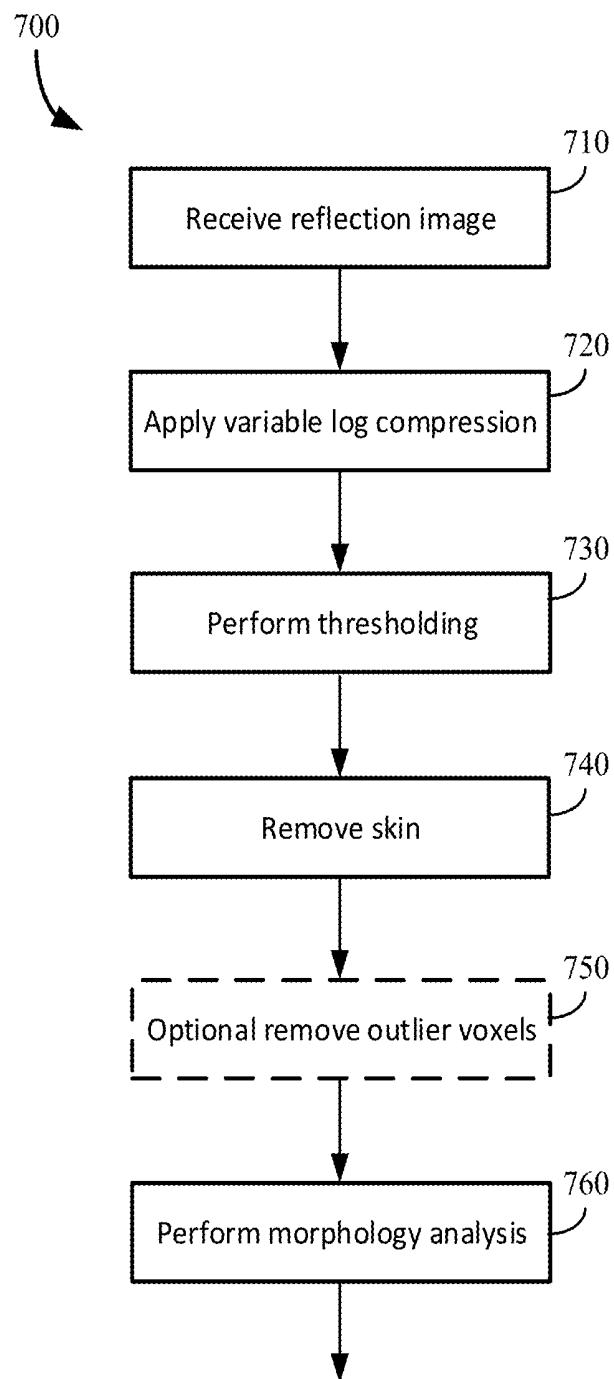 700
710
Receive reflection image
720
Apply variable log compression
730
Perform thresholding
740
Remove skin
750
Optional remove outlier voxels
760
Perform morphology analysis